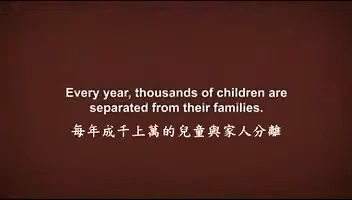 Every year, thousands of children are
separated from their families.
每年成千上萬的兒童與家人分離